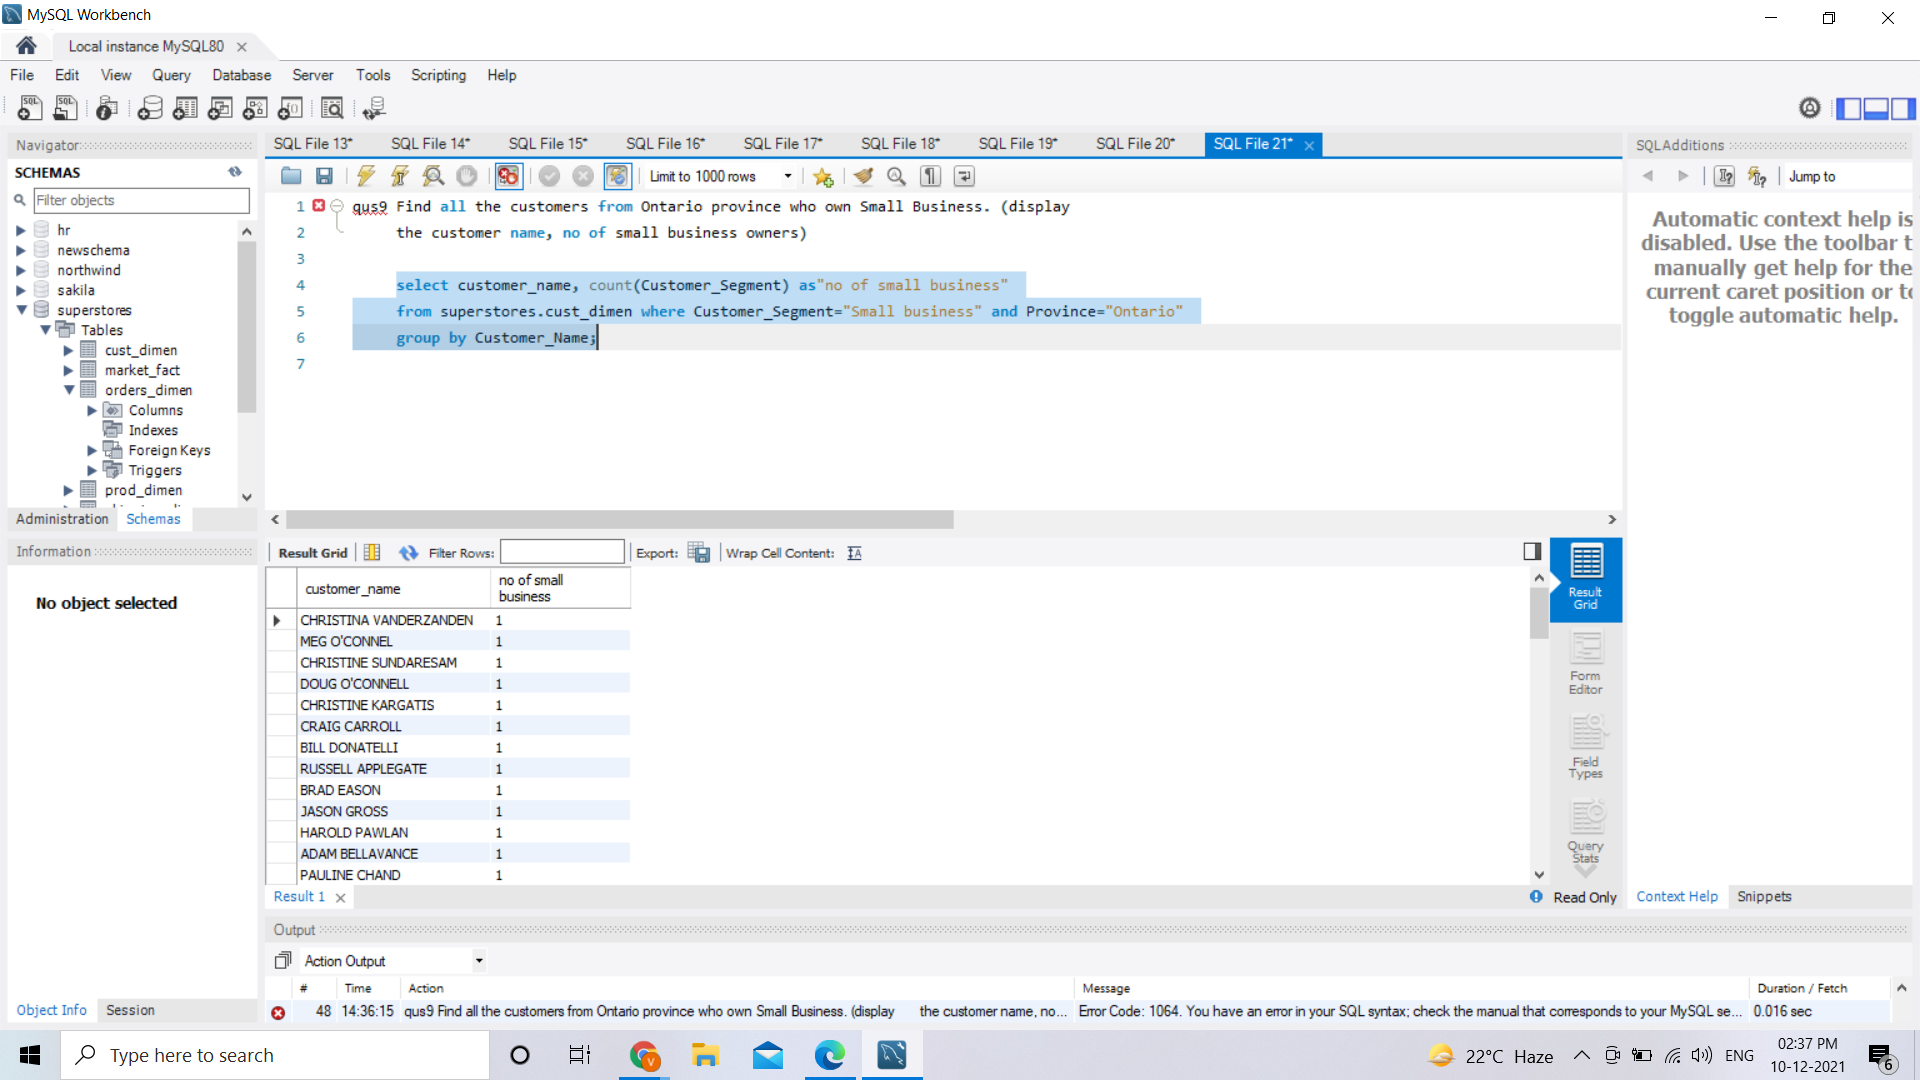 MySQL Workbench
Local instance MySQL80
File Edit View Query Database Server Tools Scripting Help
Navigator
SCHEMAS
Filter objects
hr
newschema
northwind
sakila
superstores
Tables
cust_dimen
market_fact
orders_dimen
Columns
Indexes
Foreign Keys
Triggers
prod_dimen
Administration Schemas
Information
No object selected
Object Info Session
SQL File 13* SQL File 14* SQL File 15* SQL File 16* SQL File 17* SQL File 18* SQL File 19* SQL File 20* SQL File 21*
Limit to 1000 rows
1 qus9 Find all the customers from Ontario province who own Small Business. (display
2 the customer name, no of small business owners)
3
4 select customer_name, count(Customer_Segment) as"no of small business"
5 from superstores.cust_dimen where Customer_Segment="Small business" and Province="Ontario"
6 group by Customer_Name;
7
Result Grid Filter Rows: Export: Wrap Cell Content:
customer_name no of small business
CHRISTINA VANDERZANDEN 1
MEG O'CONNEL 1
CHRISTINE SUNDARESAM 1
DOUG O'CONNELL 1
CHRISTINE KARGATIS 1
CRAIG CARROLL 1
BILL DONATELLI 1
RUSSELL APPLEGATE 1
BRAD EASON 1
JASON GROSS 1
HAROLD PAWLAN 1
ADAM BELLAVANCE 1
PAULINE CHAND 1
Result Grid
Form Editor
Field Types
Query Stats
Result 1
Read Only
Output
Action Output
# Time Action Message Duration / Fetch
48 14:36:15 qus9 Find all the customers from Ontario province who own Small Business. (display the customer name, no... Error Code: 1064. You have an error in your SQL syntax; check the manual that corresponds to your MySQL se... 0.016 sec
SQLAdditions
Jump to
Automatic context help is
disabled. Use the toolbar t
manually get help for the
current caret position or to
toggle automatic help.
Context Help Snippets
Type here to search
22°C Haze
ENG
02:37 PM
10-12-2021
6